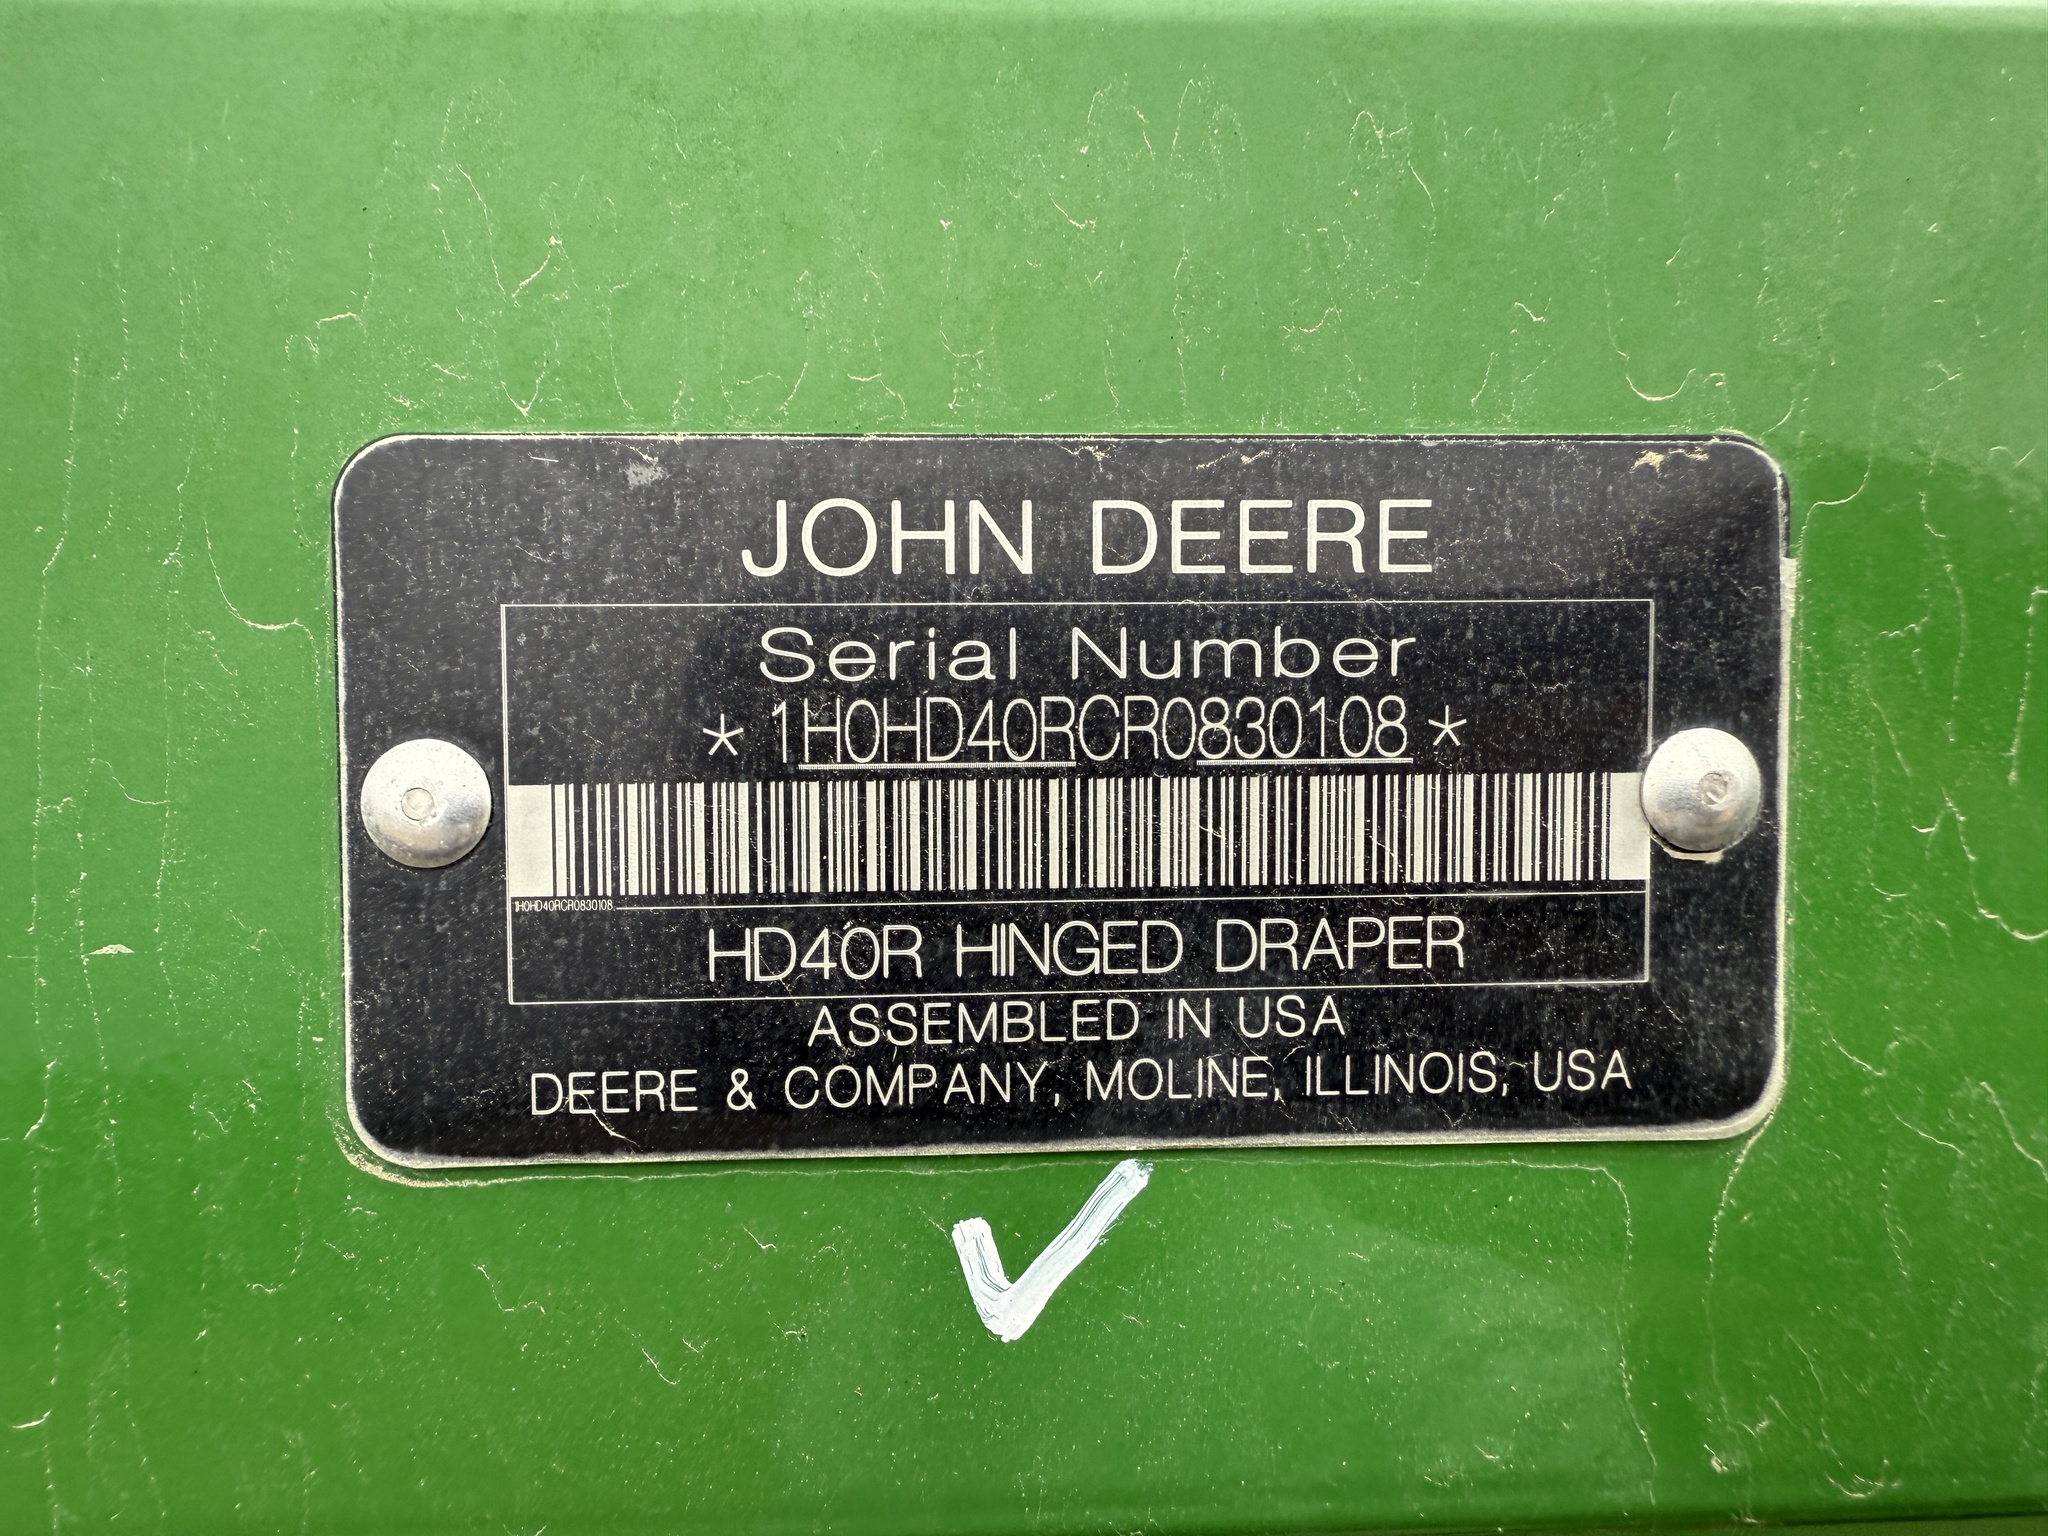 JOHN DEERE
Serial Number
* 1H0HD40RCR0830108 *
1H0HD40RCR0830108
HD40R HINGED DRAPER
ASSEMBLED IN USA
DEERE & COMPANY, MOLINE, ILLINOIS, USA